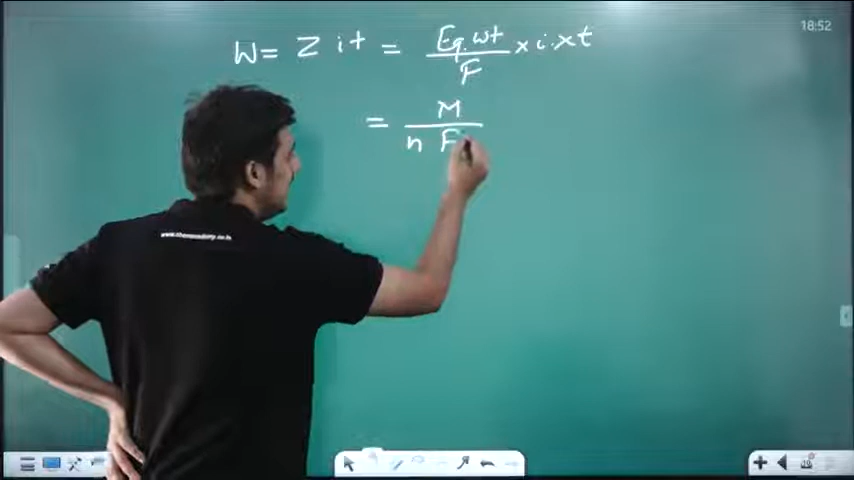 18:52
W = Z i t = Eq. wt / F × i × t
= M / n F